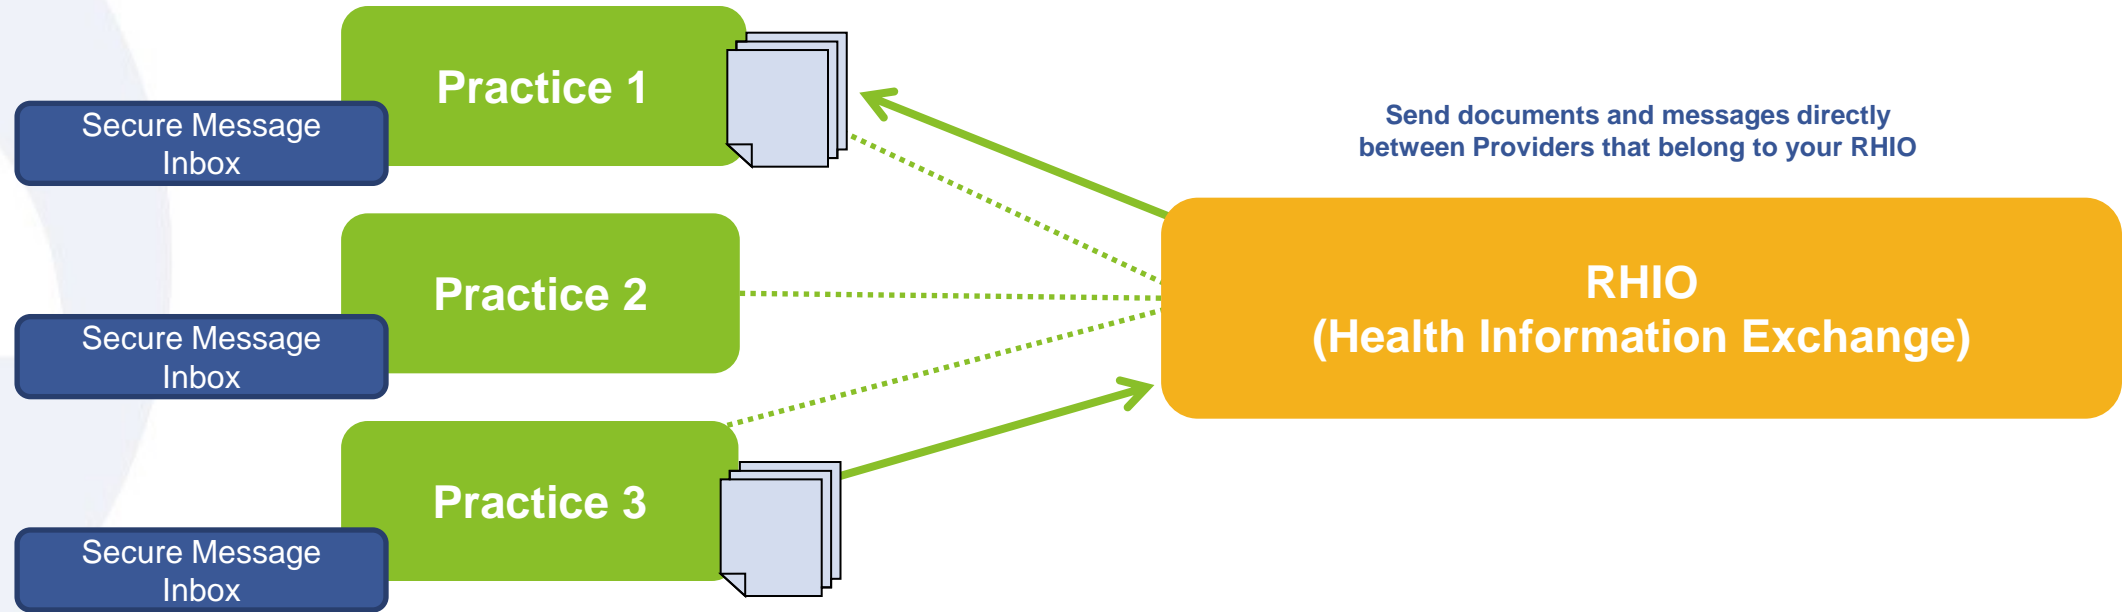 Practice 1
Secure Message
Inbox
Send documents and messages directly
between Providers that belong to your RHIO
Practice 2
Secure Message
Inbox
RHIO
(Health Information Exchange)
Practice 3
Secure Message
Inbox